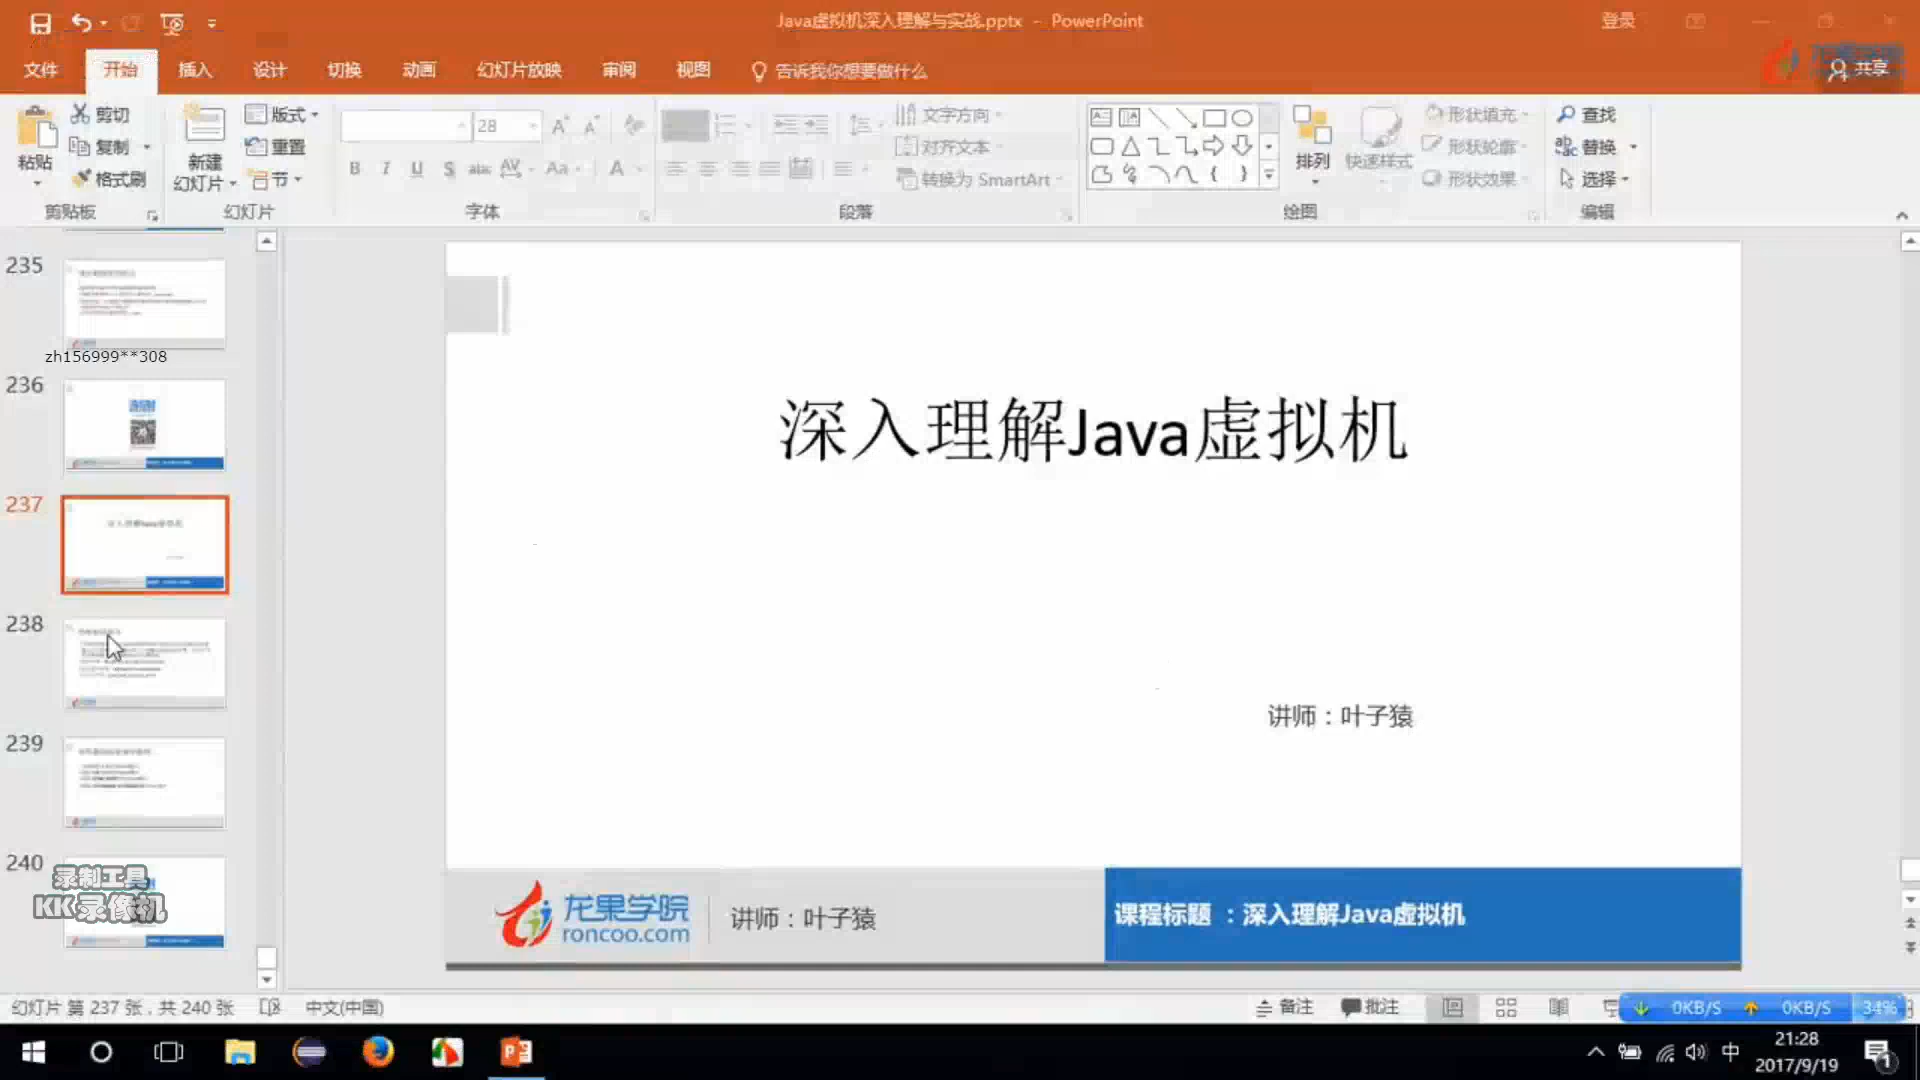 Java虚拟机深入理解与实战.pptx - PowerPoint
登录
文件 开始 插入 设计 切换 动画 幻灯片放映 审阅 视图 告诉我你想要做什么 共享
粘贴
剪切
复制
格式刷
剪贴板
新建
幻灯片
版式
重置
节
幻灯片
28
B I U S abc AV Aa A
字体
文字方向
对齐文本
转换为 SmartArt
段落
排列
快速样式
形状填充
形状轮廓
形状效果
绘图
查找
替换
选择
编辑
235
zh156999**308
236
237
238
239
240
录制工具
KK录像机
深入理解Java虚拟机
讲师：叶子猿
龙果学院
roncoo.com
讲师：叶子猿
课程标题 ：深入理解Java虚拟机
幻灯片 第 237 张，共 240 张
中文(中国)
备注
批注
0KB/S
0KB/S
34%
中
21:28
2017/9/19
1